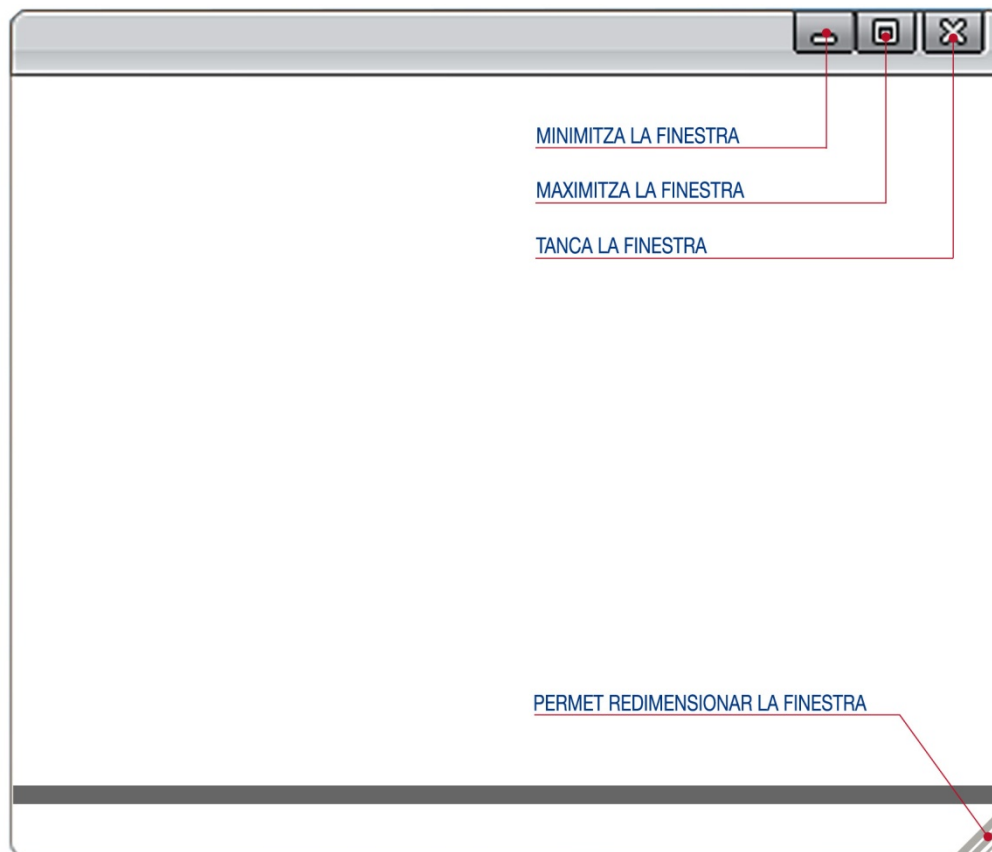 MINIMITZA LA FINESTRA
MAXIMITZA LA FINESTRA
TANCA LA FINESTRA
PERMET REDIMENSIONAR LA FINESTRA